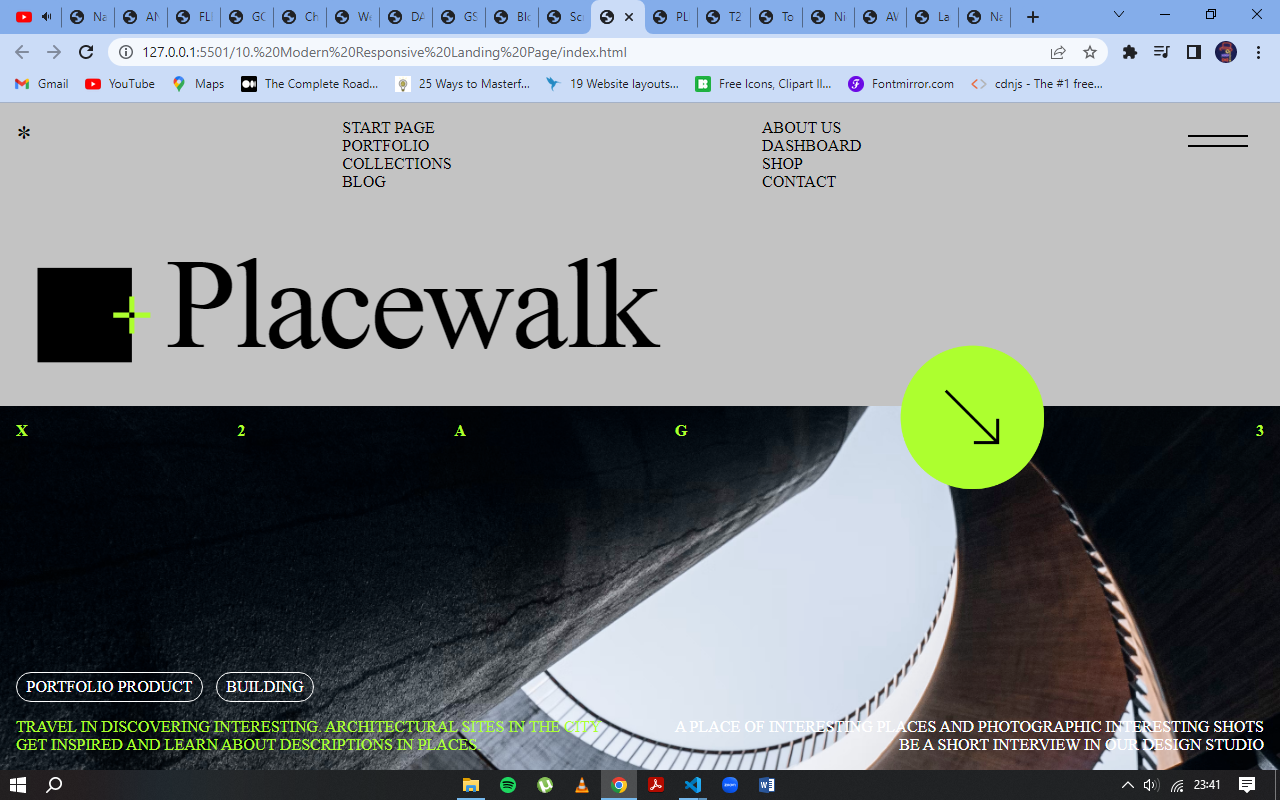 Na
AN
FLI
GO
Ch
We
DA
GS
Blo
Scr
PL
T2
To
Ni
AV
La
Na
127.0.0.1:5501/10.%20Modern%20Responsive%20Landing%20Page/index.html
Gmail
YouTube
Maps
The Complete Road...
25 Ways to Masterf...
19 Website layouts...
Free Icons, Clipart Il...
Fontmirror.com
cdnjs - The #1 free...
*
START PAGE
PORTFOLIO
COLLECTIONS
BLOG
ABOUT US
DASHBOARD
SHOP
CONTACT
Placewalk
X 2 A G 3
PORTFOLIO PRODUCT
BUILDING
TRAVEL IN DISCOVERING INTERESTING. ARCHITECTURAL SITES IN THE CITY.
GET INSPIRED AND LEARN ABOUT DESCRIPTIONS IN PLACES.
A PLACE OF INTERESTING PLACES AND PHOTOGRAPHIC INTERESTING SHOTS
BE A SHORT INTERVIEW IN OUR DESIGN STUDIO
23:41